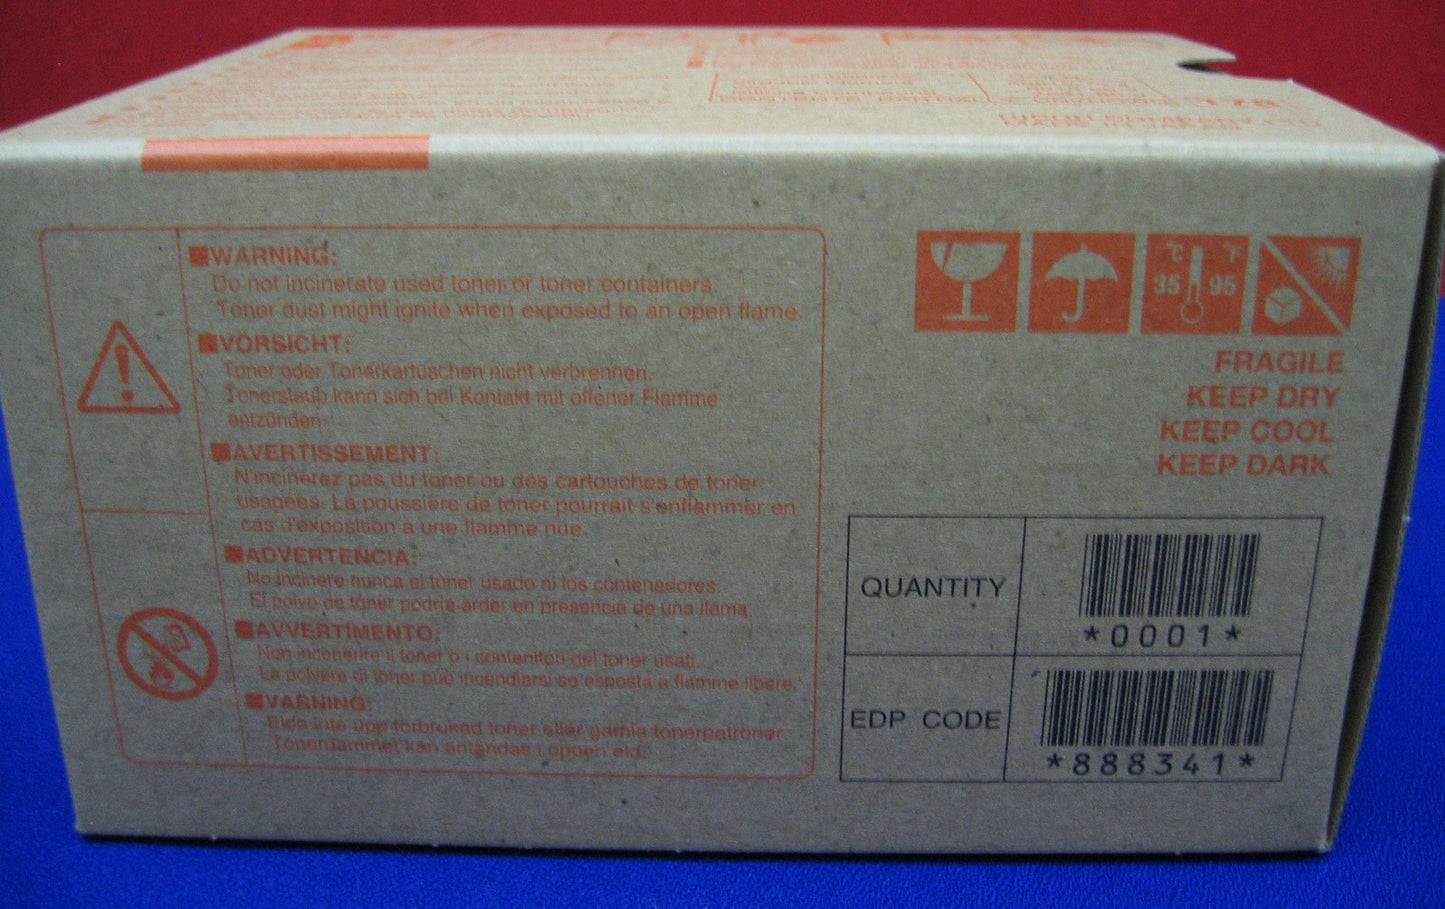 ■WARNING:
Do not incinerate used toner or toner containers.
Toner dust might ignite when exposed to an open flame.
■VORSICHT:
Toner oder Tonerkartuschen nicht verbrennen.
Tonerstaub kann sich bei Kontakt mit offener Flamme
entzünden.
■AVERTISSEMENT:
N'incinérez pas du toner ou des cartouches de toner
usagées. La poussière de toner pourrait s'enflammer en
cas d'exposition à une flamme nue.
■ADVERTENCIA:
No incinere nunca el tóner usado ni los contenedores.
El polvo de tóner podría arder en presencia de una llama.
■AVVERTIMENTO:
Non incenerire il toner o i contenitori del toner usati.
La polvere di toner può incendiarsi se esposta a fiamme libere.
■VARNING:
Elda inte upp förbrukad toner eller gamla tonerpatroner.
Tonerdammet kan antändas i öppen eld.
°C °F
35 95
FRAGILE
KEEP DRY
KEEP COOL
KEEP DARK
QUANTITY
*0001*
EDP CODE
*888341*